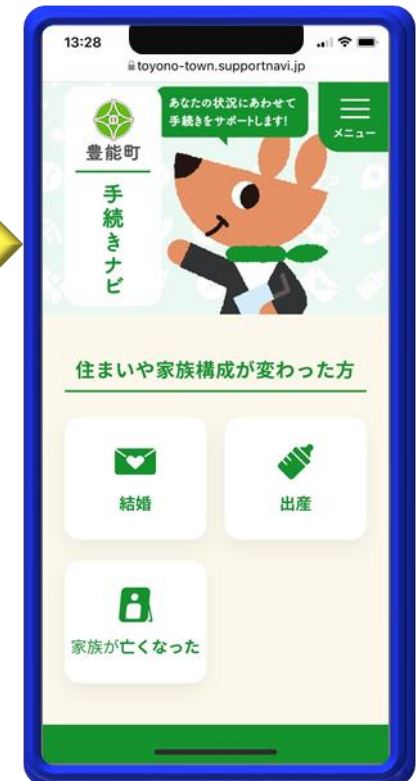 13:28
toyono-town.supportnavi.jp
豊能町
手続きナビ
あなたの状況にあわせて
手続きをサポートします!
メニュー
住まいや家族構成が変わった方
結婚
出産
家族が亡くなった